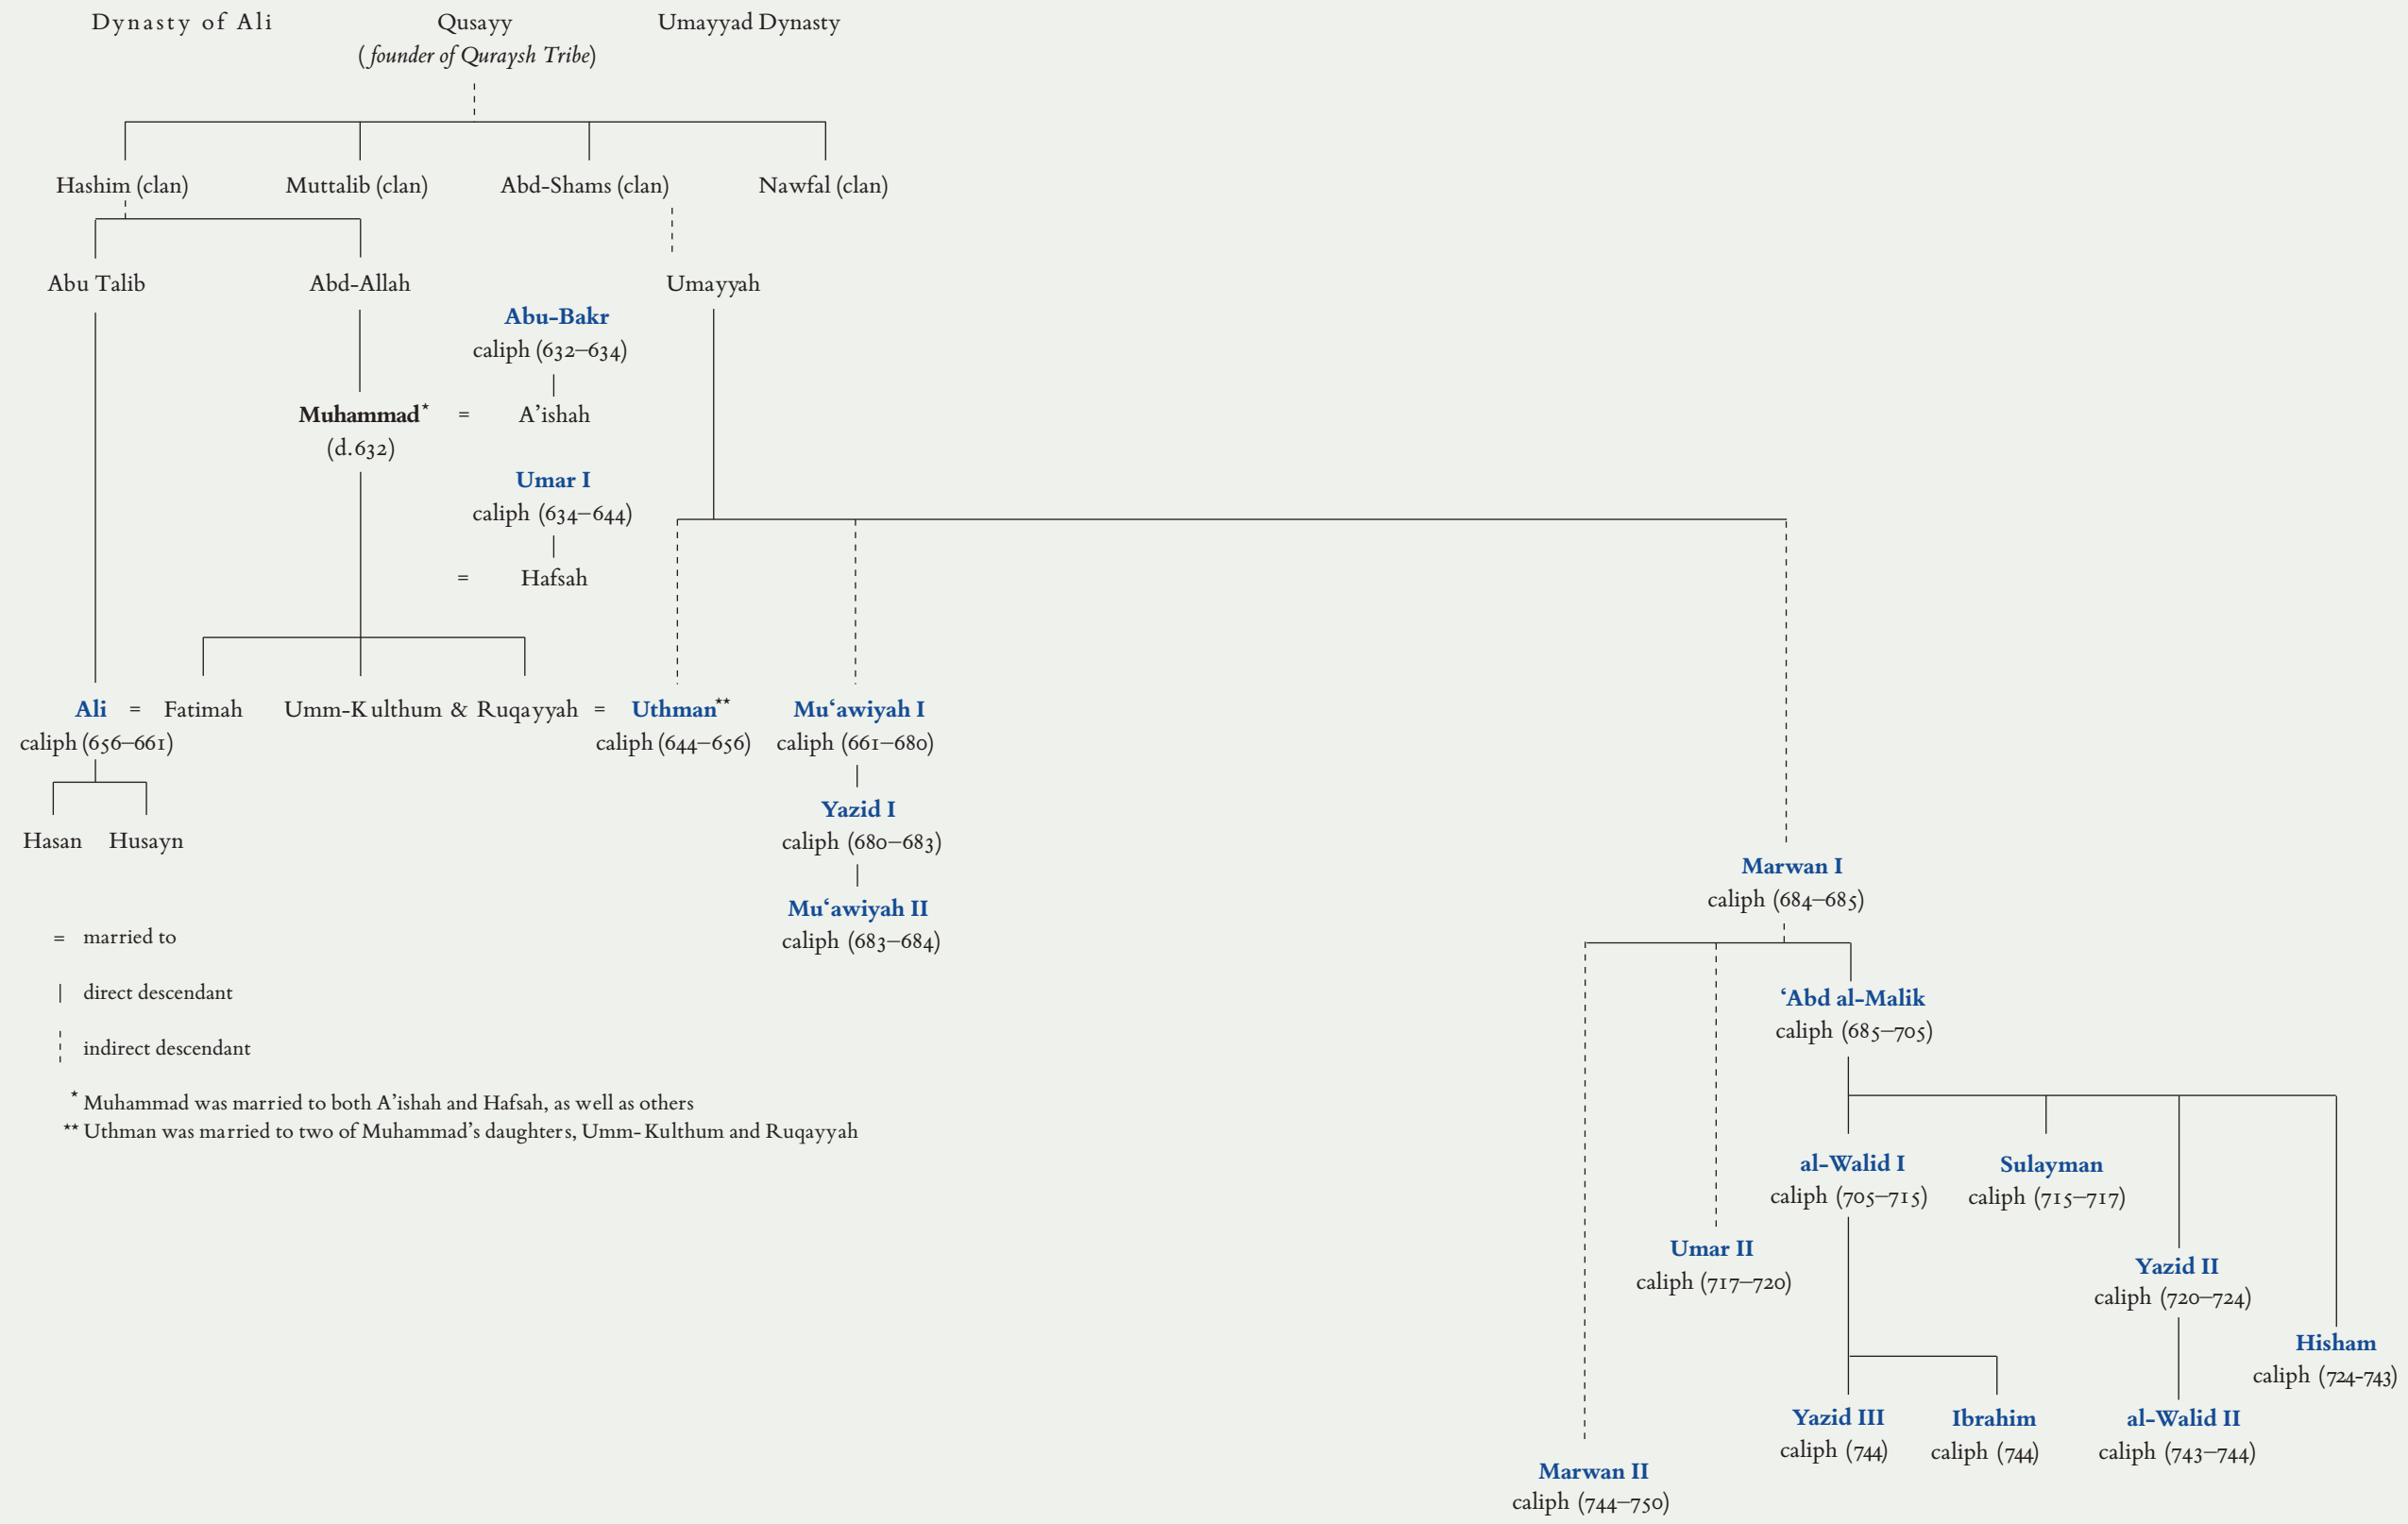 Dynasty of Ali
Qusayy
(founder of Quraysh Tribe)
Umayyad Dynasty
Hashim (clan)
Muttalib (clan)
Abd-Shams (clan)
Nawfal (clan)
Abu Talib
Abd-Allah
Umayyah
Abu-Bakr
caliph (632–634)
Muhammad*
=
A’ishah
(d.632)
Umar I
caliph (634–644)
=
Hafsah
Ali
=
Fatimah
Umm-Kulthum & Ruqayyah
=
Uthman**
Mu‘awiyah I
caliph (656–661)
caliph (644–656)
caliph (661–680)
Yazid I
caliph (680–683)
Hasan
Husayn
Mu‘awiyah II
caliph (683–684)
Marwan I
caliph (684–685)
‘Abd al-Malik
caliph (685–705)
al-Walid I
caliph (705–715)
Sulayman
caliph (715–717)
Umar II
caliph (717–720)
Yazid II
caliph (720–724)
Hisham
caliph (724-743)
Yazid III
caliph (744)
Ibrahim
caliph (744)
al-Walid II
caliph (743–744)
Marwan II
caliph (744–750)
= married to
| direct descendant
¦ indirect descendant
* Muhammad was married to both A’ishah and Hafsah, as well as others
** Uthman was married to two of Muhammad’s daughters, Umm-Kulthum and Ruqayyah